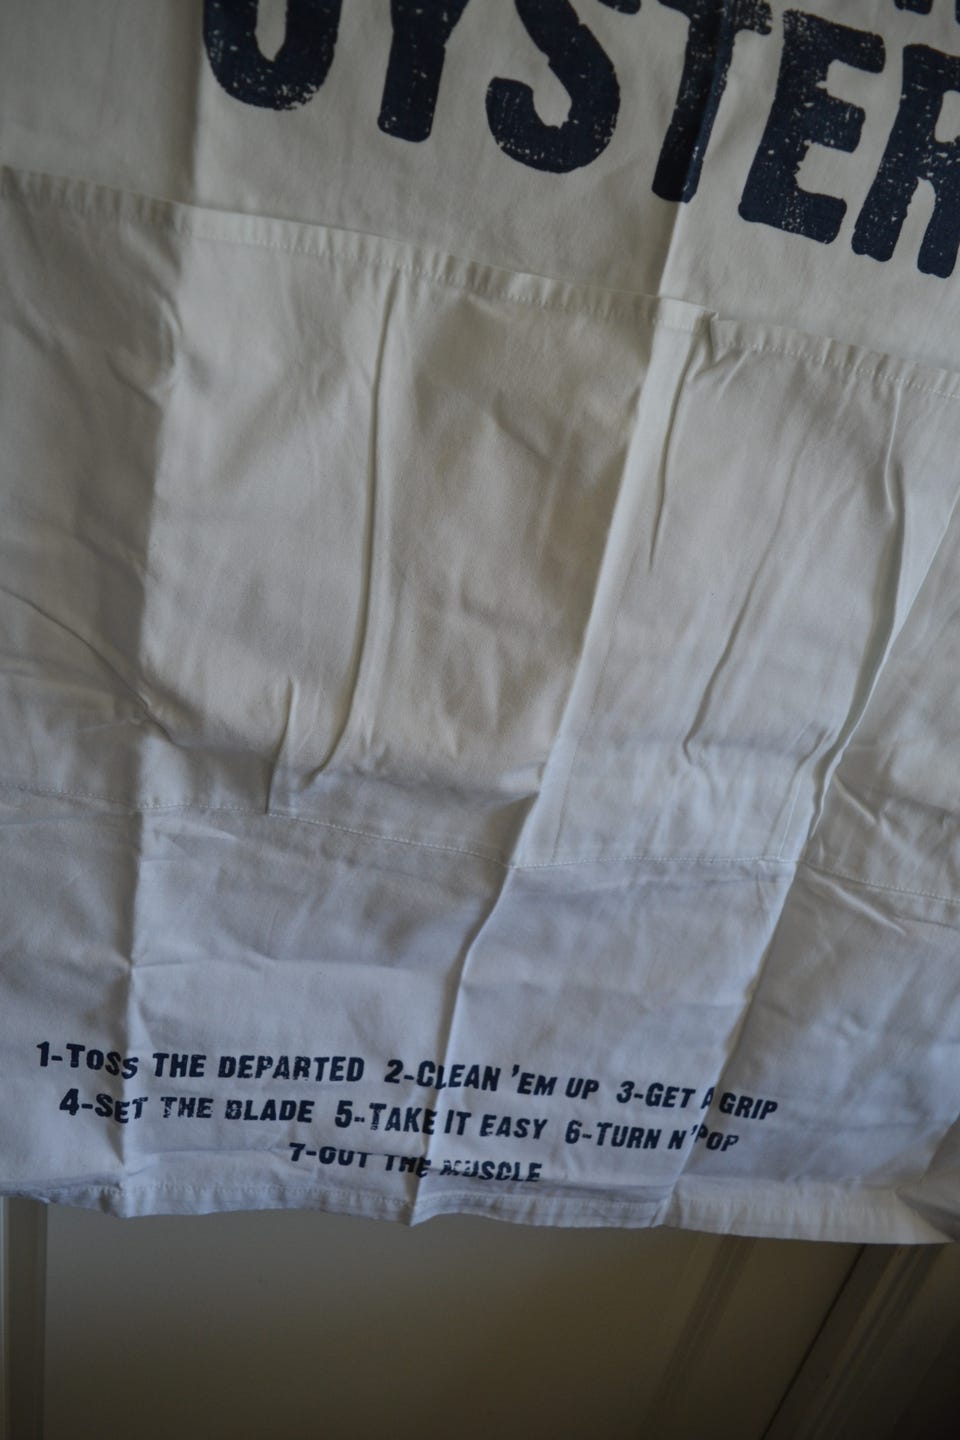 OYSTER
1-TOSS THE DEPARTED 2-CLEAN 'EM UP 3-GET A GRIP
4-SET THE BLADE 5-TAKE IT EASY 6-TURN N' POP
7-OUT THE MUSCLE